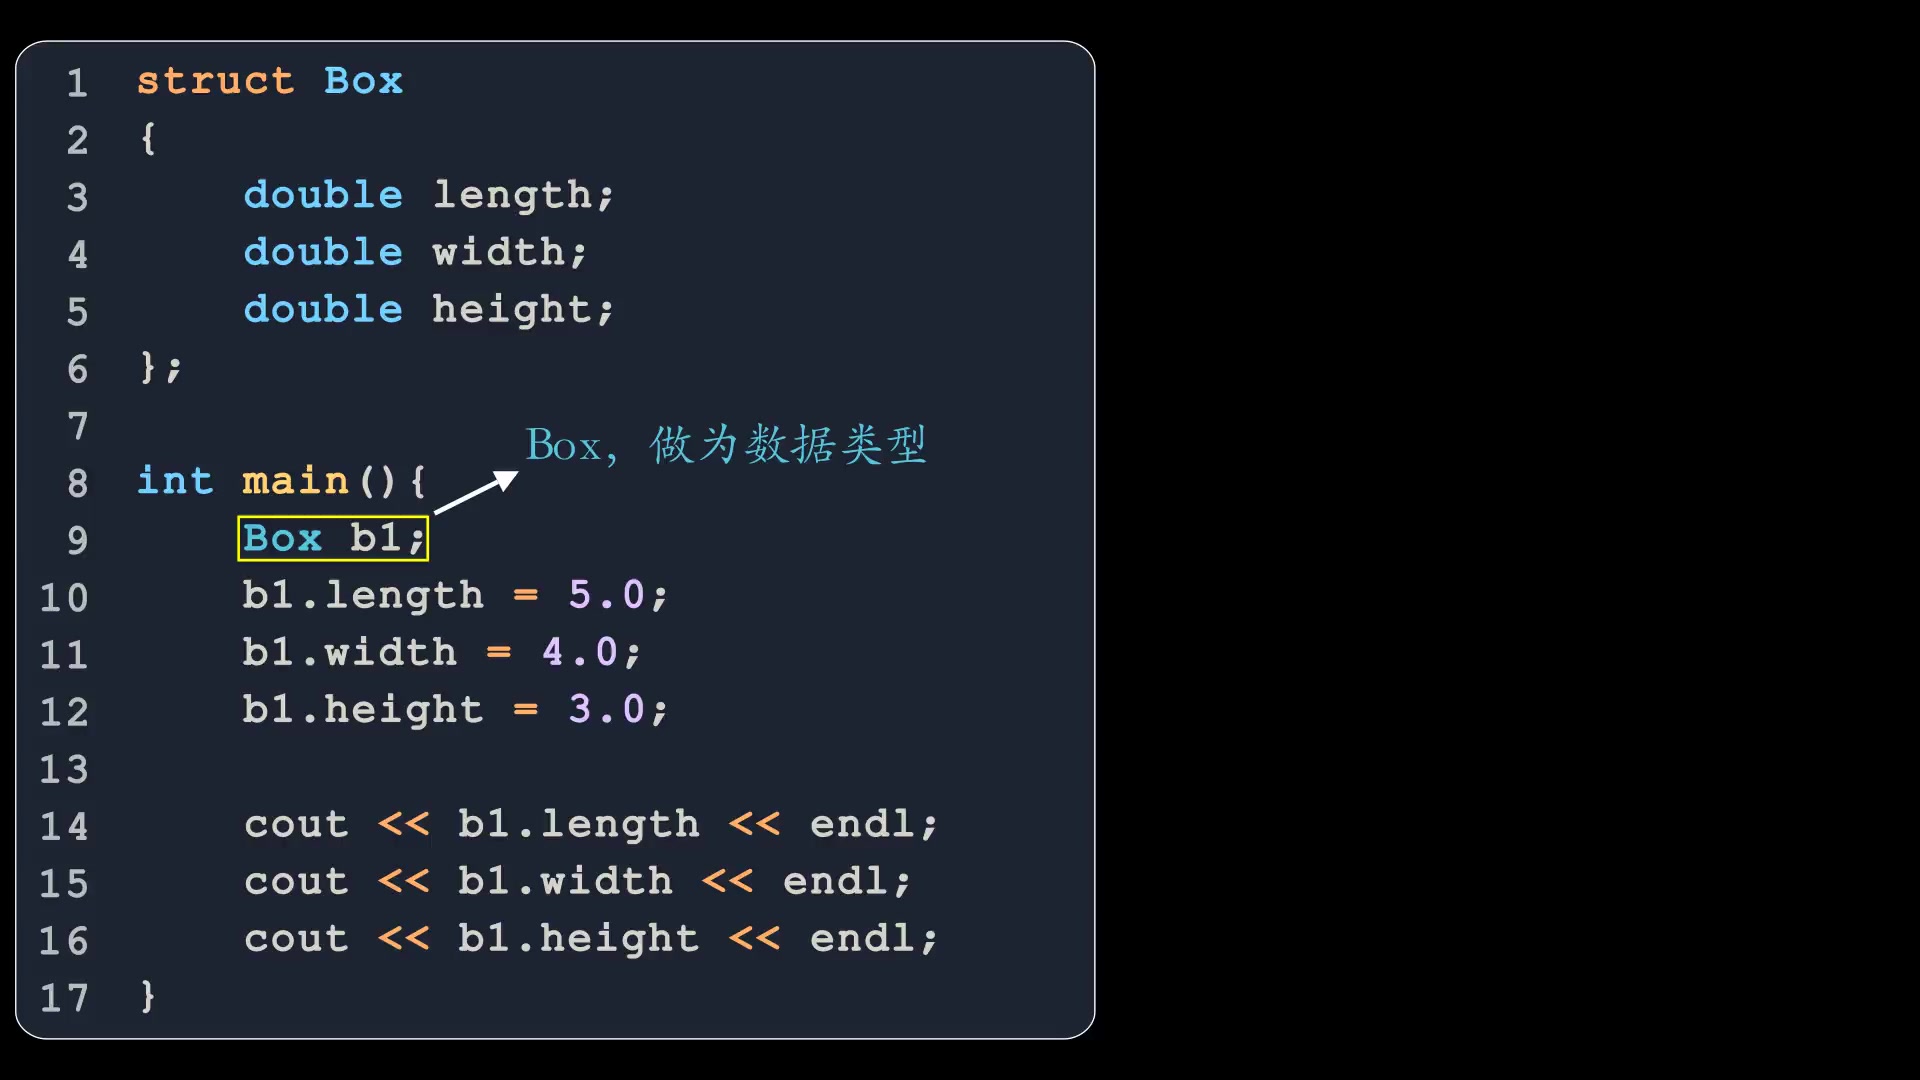 1 struct Box
2 {
3 double length;
4 double width;
5 double height;
6 };
7
Box, 做为数据类型
8 int main(){
9 Box b1;
10 b1.length = 5.0;
11 b1.width = 4.0;
12 b1.height = 3.0;
13
14 cout << b1.length << endl;
15 cout << b1.width << endl;
16 cout << b1.height << endl;
17 }